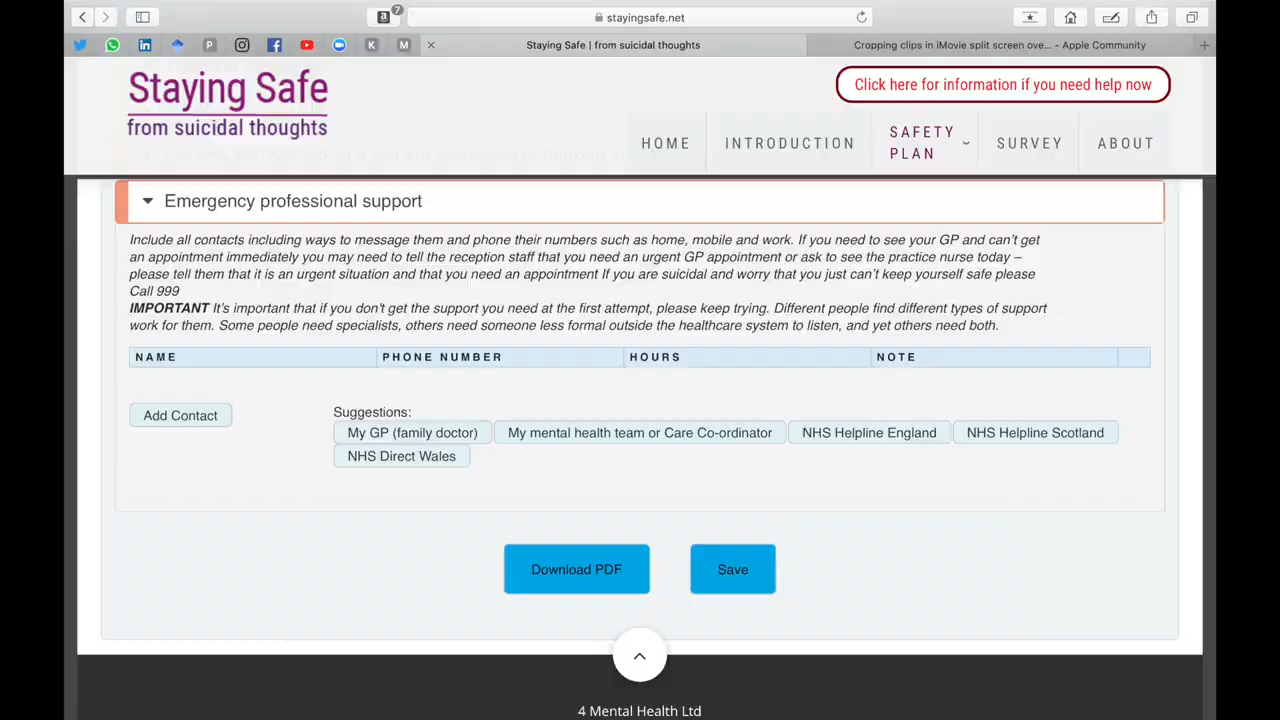 7
stayingsafe.net
Staying Safe | from suicidal thoughts
Cropping clips in iMovie split screen ove... - Apple Community
Staying Safe
from suicidal thoughts
Click here for information if you need help now
HOME
INTRODUCTION
SAFETY
PLAN
SURVEY
ABOUT
Emergency professional support
Include all contacts including ways to message them and phone their numbers such as home, mobile and work. If you need to see your GP and can't get
an appointment immediately you may need to tell the reception staff that you need an urgent GP appointment or ask to see the practice nurse today –
please tell them that it is an urgent situation and that you need an appointment If you are suicidal and worry that you just can't keep yourself safe please
Call 999
IMPORTANT It's important that if you don't get the support you need at the first attempt, please keep trying. Different people find different types of support
work for them. Some people need specialists, others need someone less formal outside the healthcare system to listen, and yet others need both.
NAME PHONE NUMBER HOURS NOTE
Add Contact
Suggestions:
My GP (family doctor) My mental health team or Care Co-ordinator NHS Helpline England NHS Helpline Scotland
NHS Direct Wales
Download PDF Save
4 Mental Health Ltd